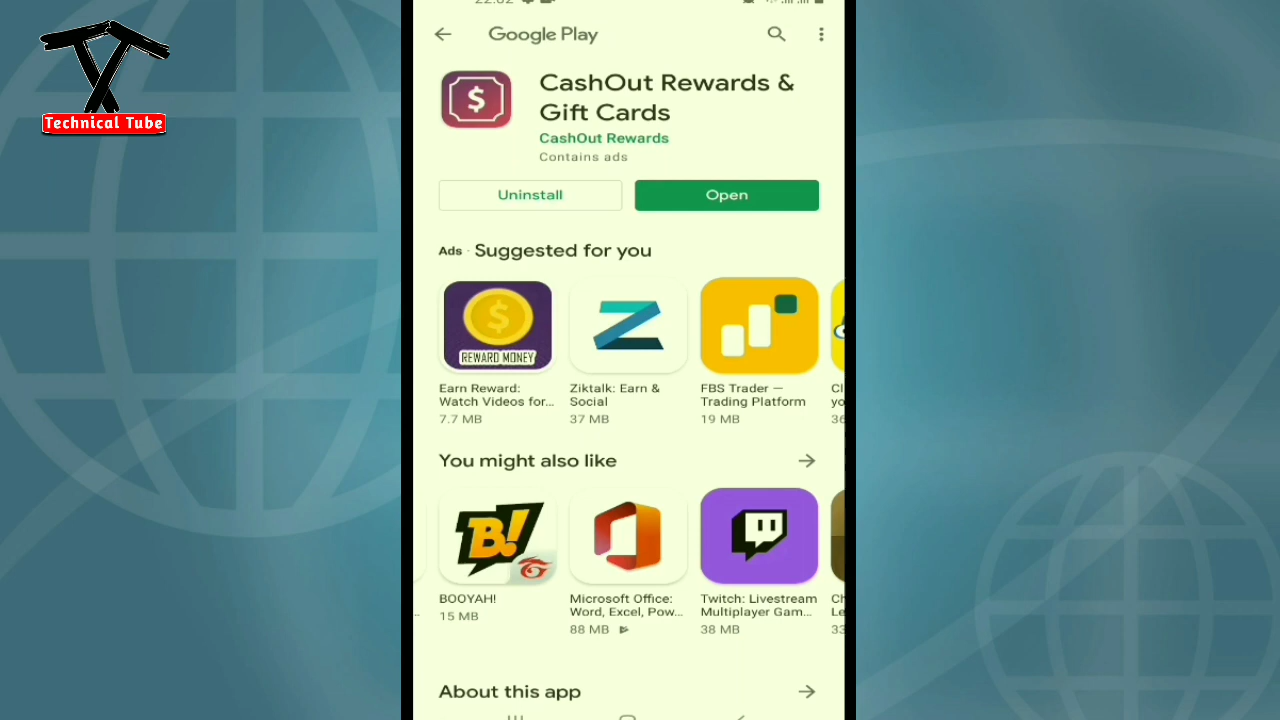 Technical Tube
Google Play
CashOut Rewards &
Gift Cards
CashOut Rewards
Contains ads
Uninstall
Open
Ads · Suggested for you
REWARD MONEY
Earn Reward:
Watch Videos for...
7.7 MB
Ziktalk: Earn &
Social
37 MB
FBS Trader —
Trading Platform
19 MB
You might also like
B!
BOOYAH!
15 MB
Microsoft Office:
Word, Excel, Pow...
88 MB
Twitch: Livestream
Multiplayer Gam...
38 MB
About this app